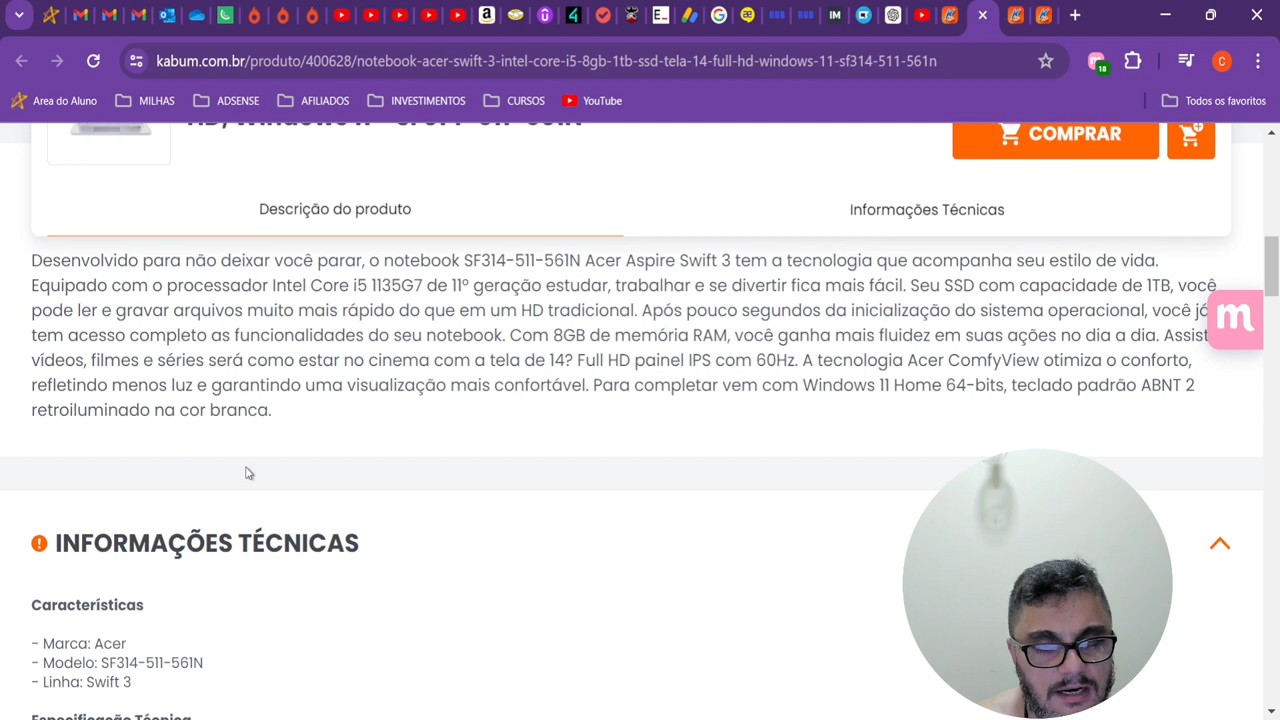 kabum.com.br/produto/400628/notebook-acer-swift-3-intel-core-i5-8gb-1tb-ssd-tela-14-full-hd-windows-11-sf314-511-561n
18
C
Area do Aluno
MILHAS
ADSENSE
AFILIADOS
INVESTIMENTOS
CURSOS
YouTube
Todos os favoritos
COMPRAR
Descrição do produto
Informações Técnicas
Desenvolvido para não deixar você parar, o notebook SF314-511-561N Acer Aspire Swift 3 tem a tecnologia que acompanha seu estilo de vida.
Equipado com o processador Intel Core i5 1135G7 de 11º geração estudar, trabalhar e se divertir fica mais fácil. Seu SSD com capacidade de 1TB, você
pode ler e gravar arquivos muito mais rápido do que em um HD tradicional. Após pouco segundos da inicialização do sistema operacional, você já
tem acesso completo as funcionalidades do seu notebook. Com 8GB de memória RAM, você ganha mais fluidez em suas ações no dia a dia. Assist
vídeos, filmes e séries será como estar no cinema com a tela de 14? Full HD painel IPS com 60Hz. A tecnologia Acer ComfyView otimiza o conforto,
refletindo menos luz e garantindo uma visualização mais confortável. Para completar vem com Windows 11 Home 64-bits, teclado padrão ABNT 2
retroiluminado na cor branca.
m
INFORMAÇÕES TÉCNICAS
Características
- Marca: Acer
- Modelo: SF314-511-561N
- Linha: Swift 3
Especificação Técnica